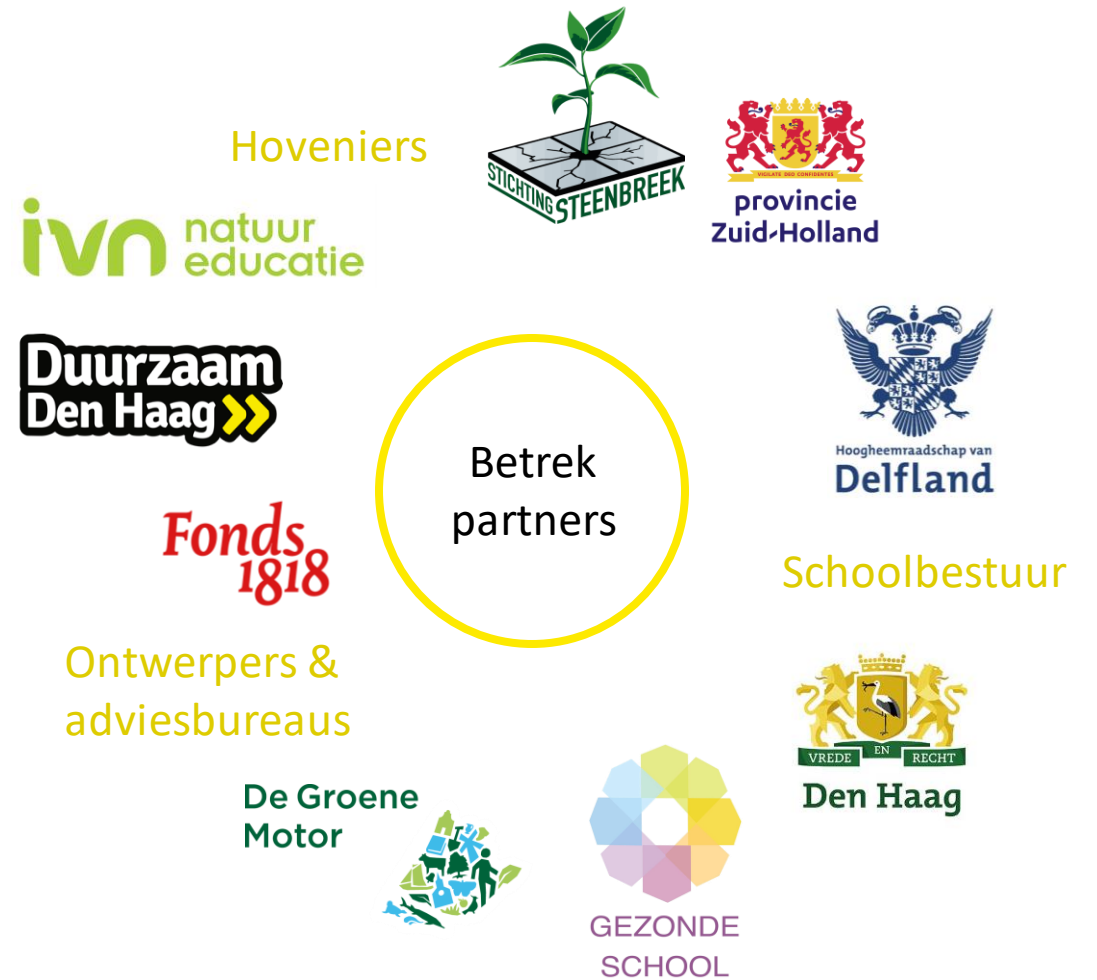 Hoveniers
STICHTING STEENBREEK
VIGILATE DEO CONFIDENTES
provincie
Zuid-Holland
ivn natuur
educatie
Duurzaam
Den Haag
Hoogheemraadschap van
Delfland
Betrek
partners
Fonds
1818
Schoolbestuur
Ontwerpers &
adviesbureaus
VREDE EN RECHT
Den Haag
De Groene
Motor
GEZONDE
SCHOOL